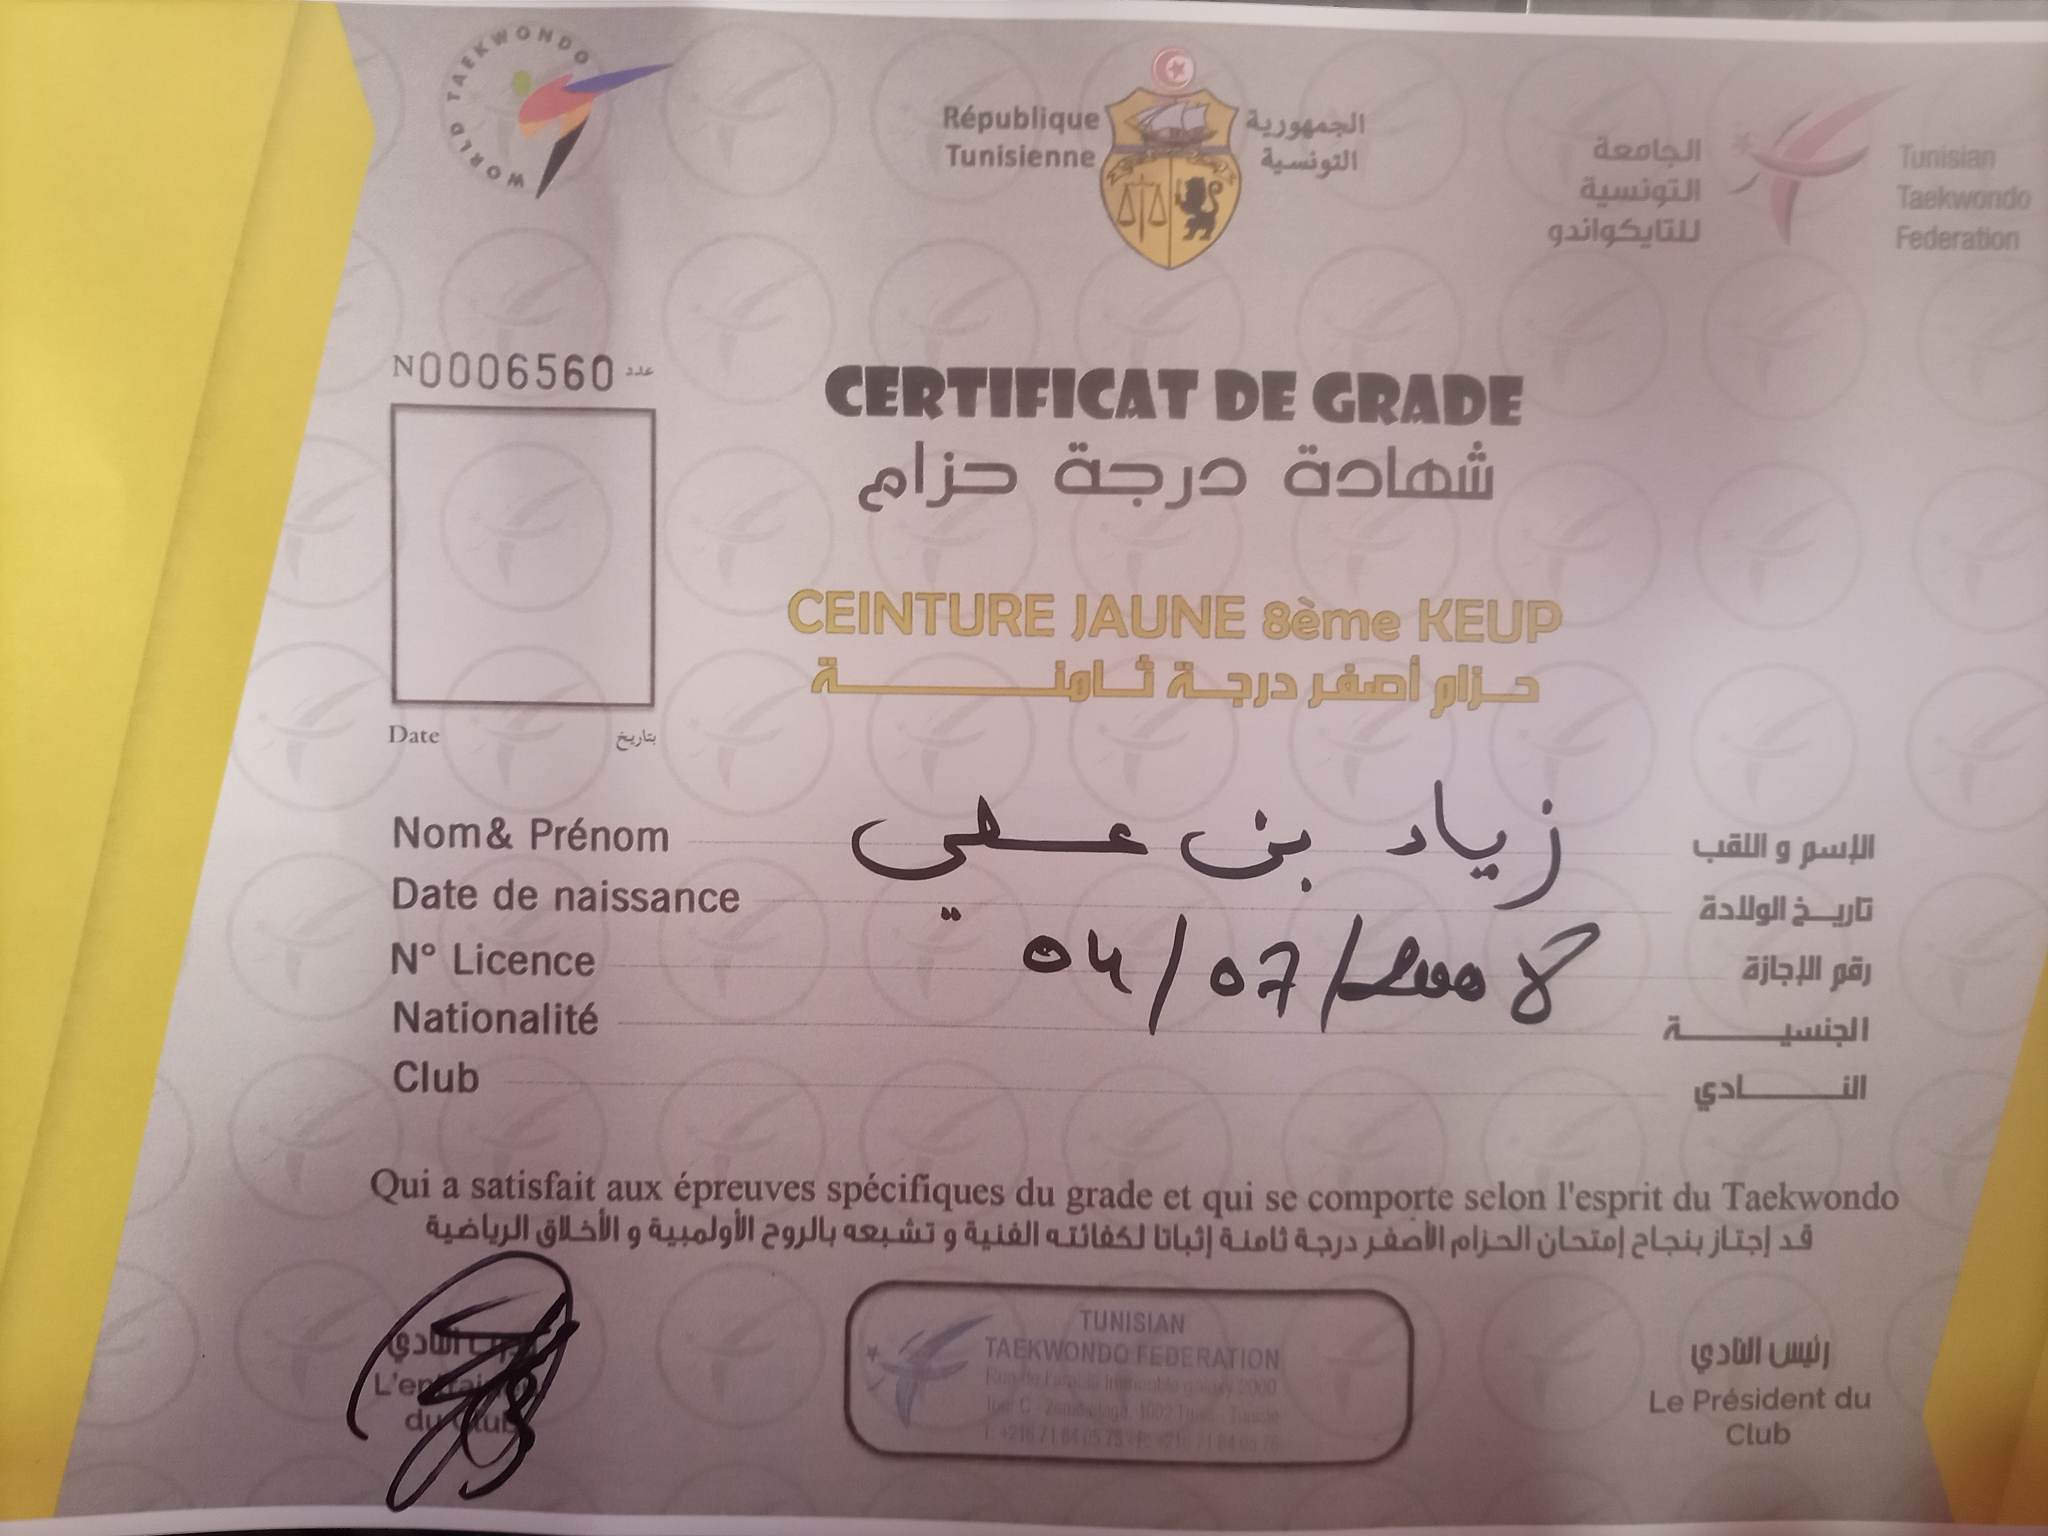 WORLD TAEKWONDO
République Tunisienne
الجمهورية التونسية
الجامعة التونسية للتايكواندو
Tunisian Taekwondo Federation
N0006560 عدد
CERTIFICAT DE GRADE
شهادة درجة حزام
CEINTURE JAUNE 8ème KEUP
حزام أصفر درجة ثامنة
Date بتاريخ
Nom& Prénom زياد بن علي الإسم و اللقب
Date de naissance تاريخ الولادة
N° Licence 04/07/ رقم الإجازة
Nationalité الجنسية
Club النادي
Qui a satisfait aux épreuves spécifiques du grade et qui se comporte selon l'esprit du Taekwondo
قد إجتاز بنجاح إمتحان الحزام الأصفر درجة ثامنة إثباتا لكفائته الفنية و تشبعه بالروح الأولمبية و الأخلاق الرياضية
النادي
du Club
TUNISIAN
TAEKWONDO FEDERATION
رئيس النادي
Le Président du
Club